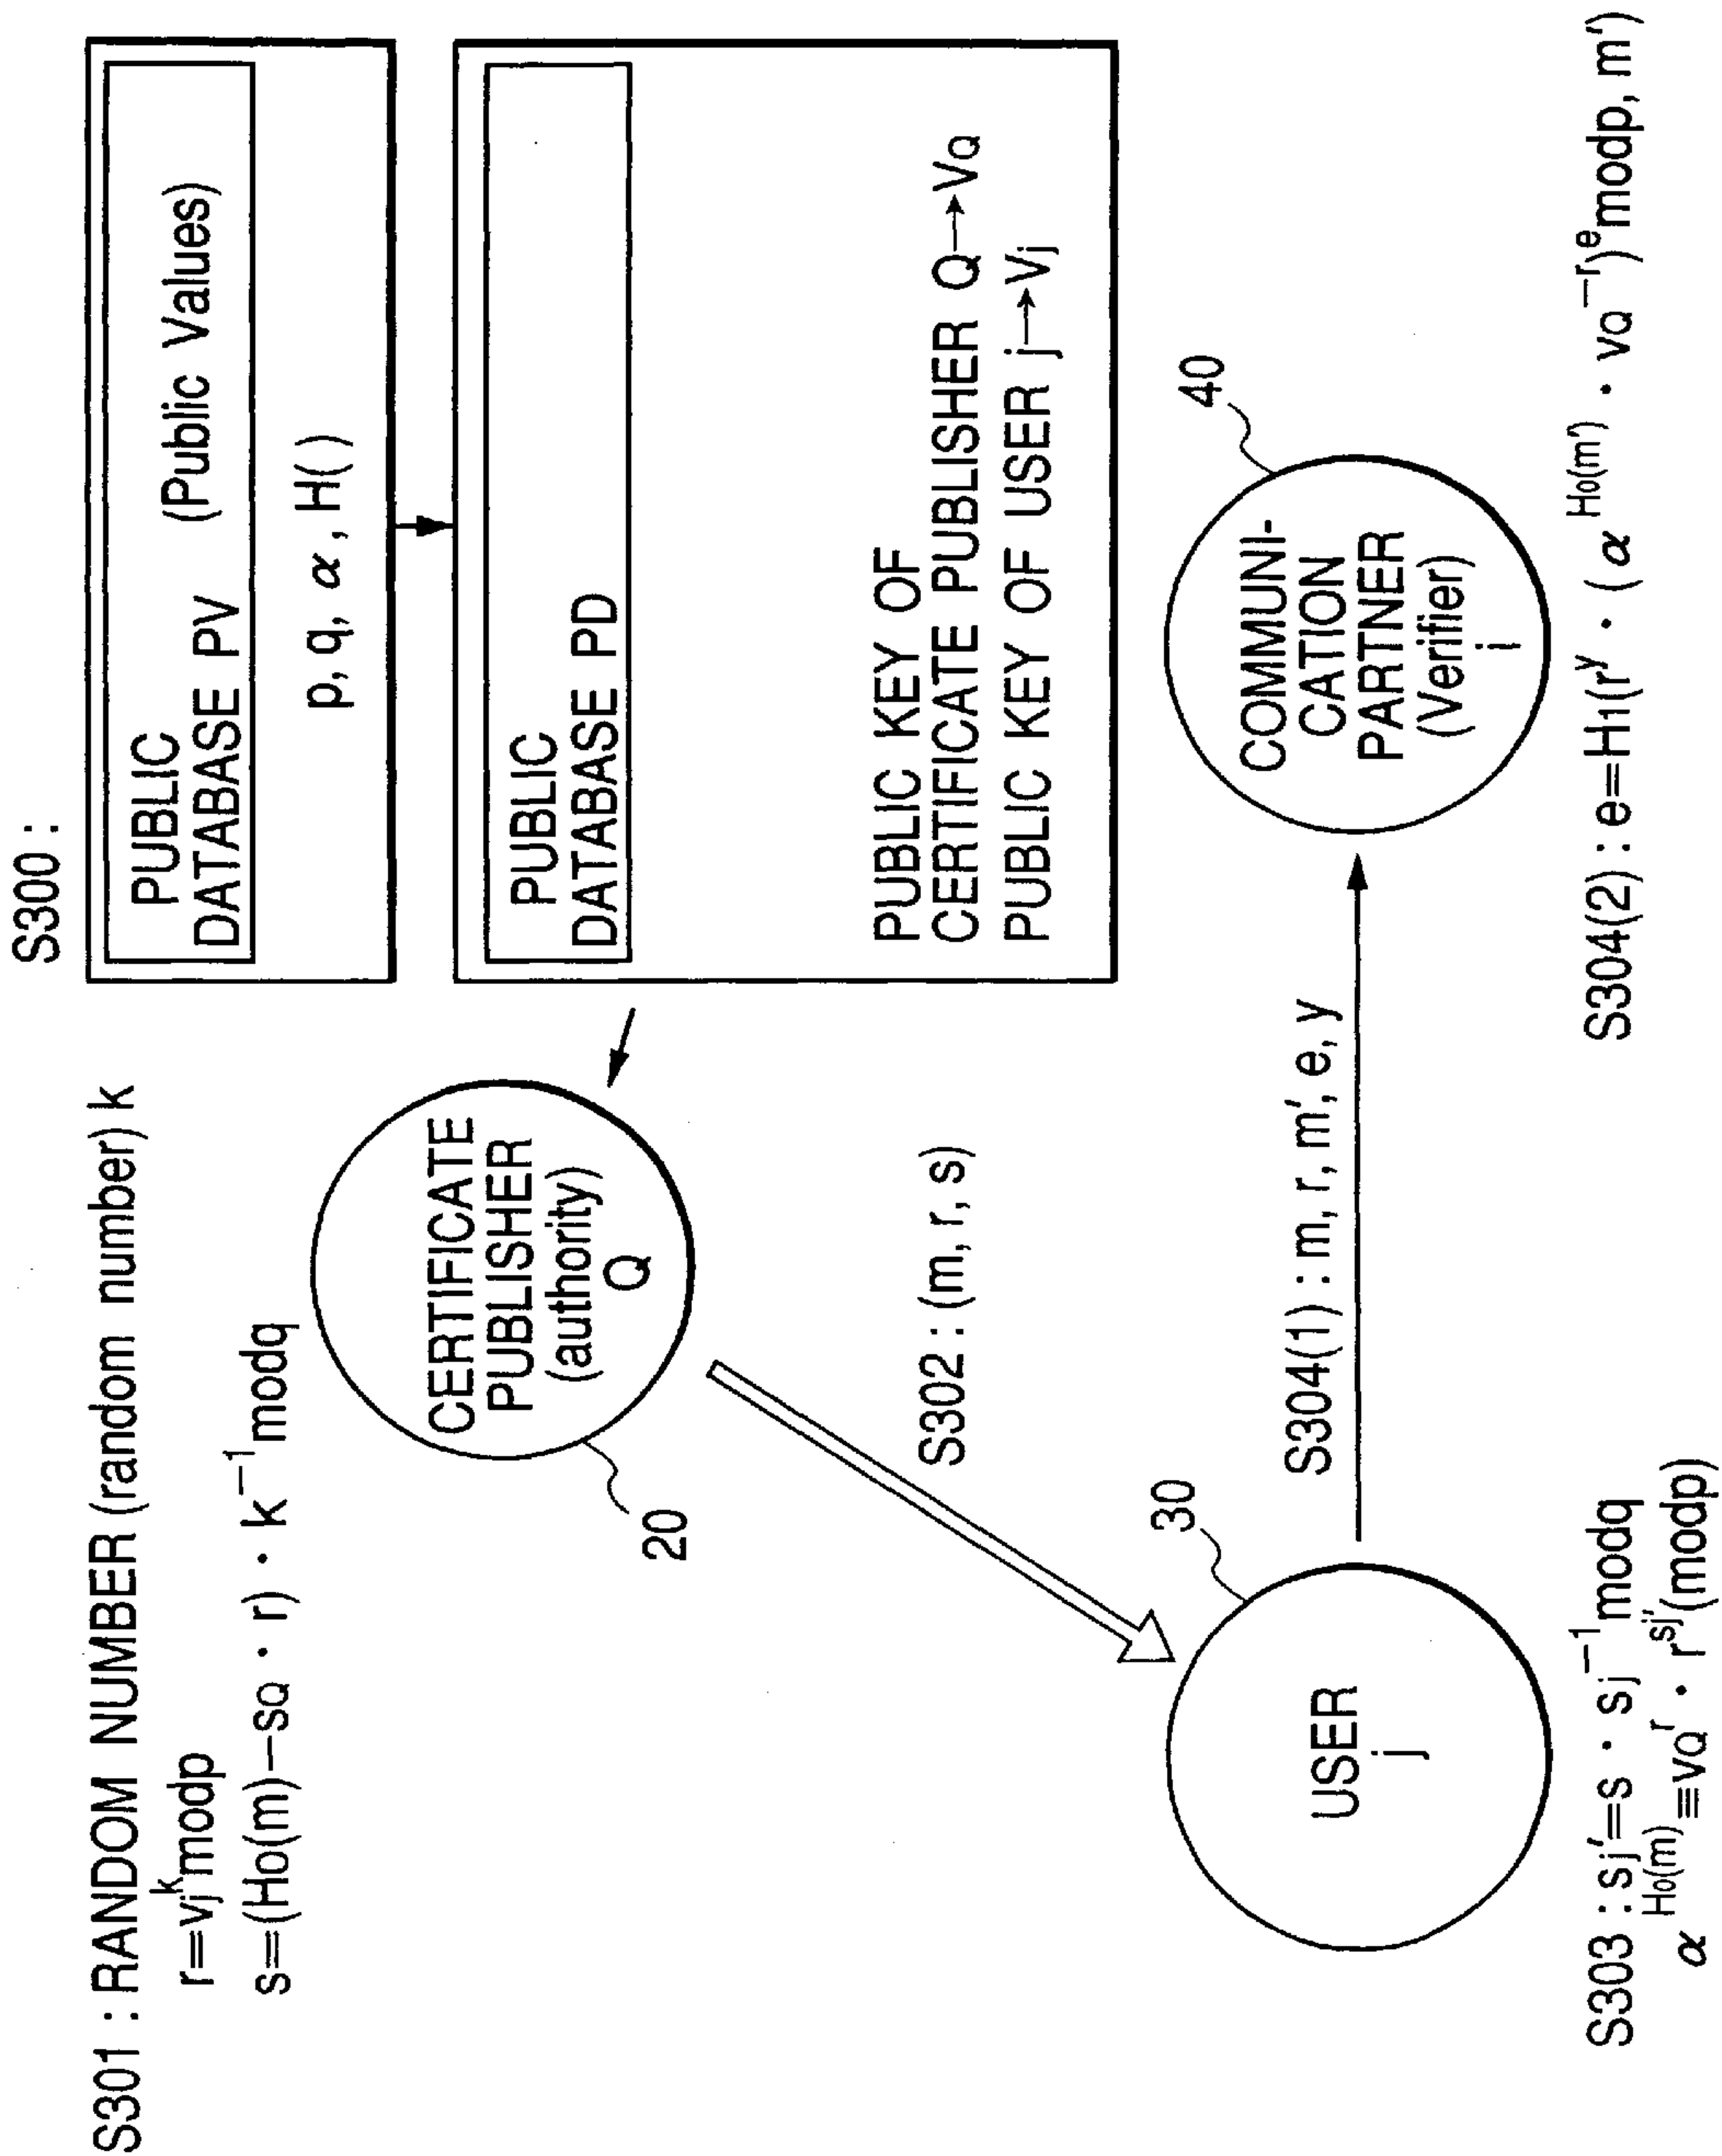 S300 :
PUBLIC
DATABASE PV (Public Values)
p, q, α, H()
PUBLIC
DATABASE PD
PUBLIC KEY OF
CERTIFICATE PUBLISHER Q→VQ
PUBLIC KEY OF USER j→Vj
S301 : RANDOM NUMBER (random number) k
r=vj^k modp
s=(Ho(m)−sQ · r) · k^−1 modq
CERTIFICATE
PUBLISHER
(authority)
Q
20
S302 : (m, r, s)
30
USER
j
S303 : sj′=s · sj^−1 modq
α^Ho(m)≡vQ^r · r^sj′(modp)
S304(1) : m, r, m′, e, y
40
COMMUNI-
CATION
PARTNER
(Verifier)
i
S304(2) : e=H1(r^y · (α^Ho(m′) · vQ^−r)^e modp, m′)